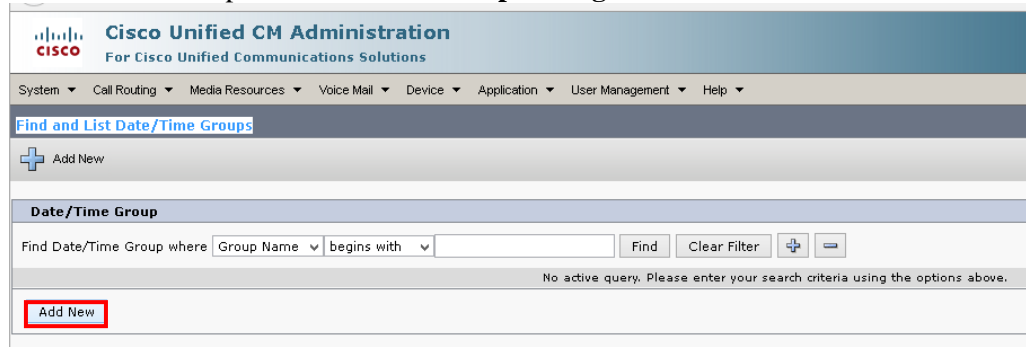 Cisco Unified CM Administration
CISCO
For Cisco Unified Communications Solutions
System Call Routing Media Resources Voice Mail Device Application User Management Help
Find and List Date/Time Groups
Add New
Date/Time Group
Find Date/Time Group where Group Name begins with Find Clear Filter
No active query. Please enter your search criteria using the options above.
Add New